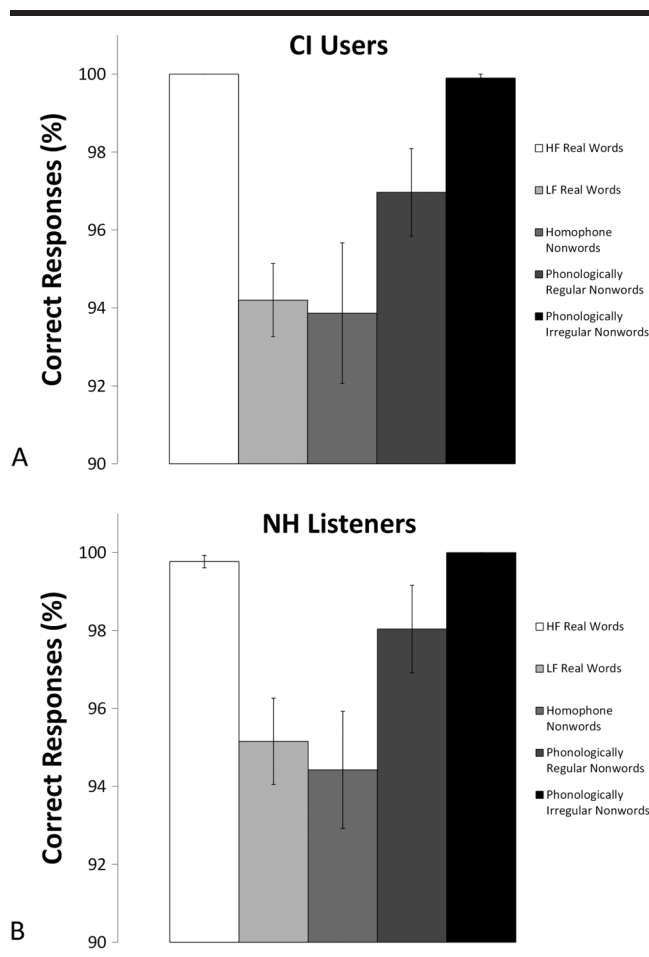 CI Users
Correct Responses (%)
100
98
96
94
92
90
HF Real Words
LF Real Words
Homophone
Nonwords
Phonologically
Regular Nonwords
Phonologically
Irregular Nonwords
A
NH Listeners
Correct Responses (%)
100
98
96
94
92
90
HF Real Words
LF Real Words
Homophone
Nonwords
Phonologically
Regular Nonwords
Phonologically
Irregular Nonwords
B